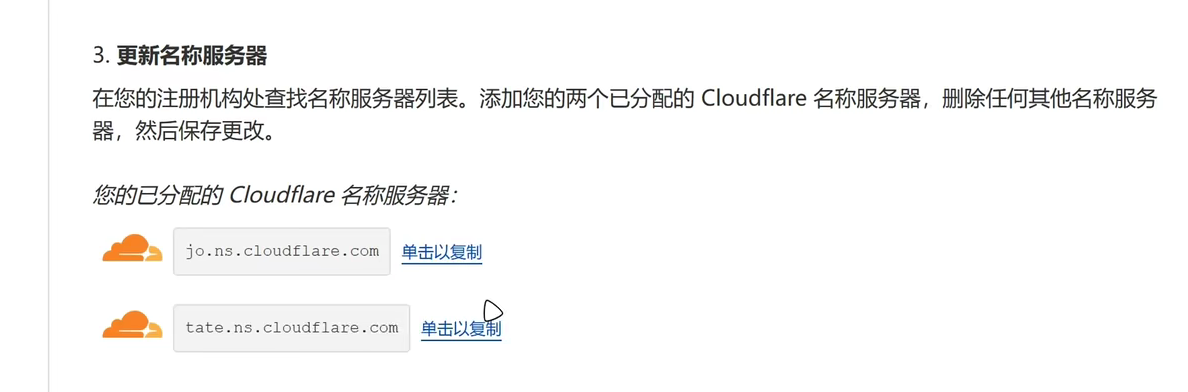 3. 更新名称服务器
在您的注册机构处查找名称服务器列表。添加您的两个已分配的 Cloudflare 名称服务器，删除任何其他名称服务
器，然后保存更改。
您的已分配的 Cloudflare 名称服务器：
jo.ns.cloudflare.com 单击以复制
tate.ns.cloudflare.com 单击以复制